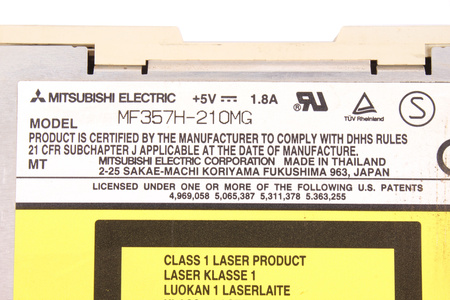 MITSUBISHI ELECTRIC +5V 1.8A
MODEL MF357H-210MG
PRODUCT IS CERTIFIED BY THE MANUFACTURER TO COMPLY WITH DHHS RULES
21 CFR SUBCHAPTER J APPLICABLE AT THE DATE OF MANUFACTURE.
MT MITSUBISHI ELECTRIC CORPORATION MADE IN THAILAND
2-25 SAKAE-MACHI KORIYAMA FUKUSHIMA 963, JAPAN
TÜV Rheinland
S
LICENSED UNDER ONE OR MORE OF THE FOLLOWING U.S. PATENTS
4,969,058 5,065,387 5,311,378 5.363,255
CLASS 1 LASER PRODUCT
LASER KLASSE 1
LUOKAN 1 LASERLAITE